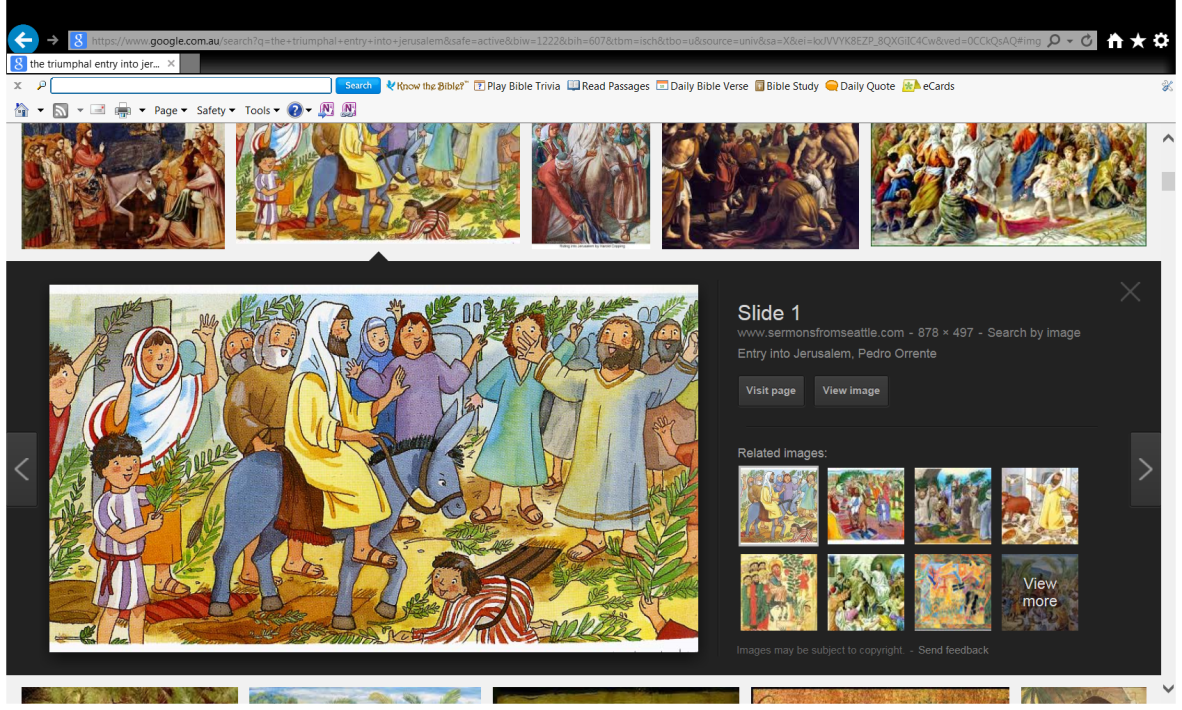 https://www.google.com.au/search?q=the+triumphal+entry+into+jerusalem&safe=active&biw=1222&bih=607&tbm=isch&tbo=u&source=univ&sa=X&ei=
the triumphal entry into jer...
Search Know the Bible?™ Play Bible Trivia Read Passages Daily Bible Verse Bible Study Daily Quote eCards
Page Safety Tools
Slide 1
www.sermonsfromseattle.com - 878 × 497 - Search by image
Entry into Jerusalem, Pedro Orrente
Visit page View image
Related images:
View
more
Images may be subject to copyright. - Send feedback